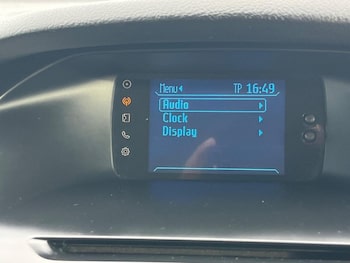 Menu TP 16:49
Audio
Clock
Display